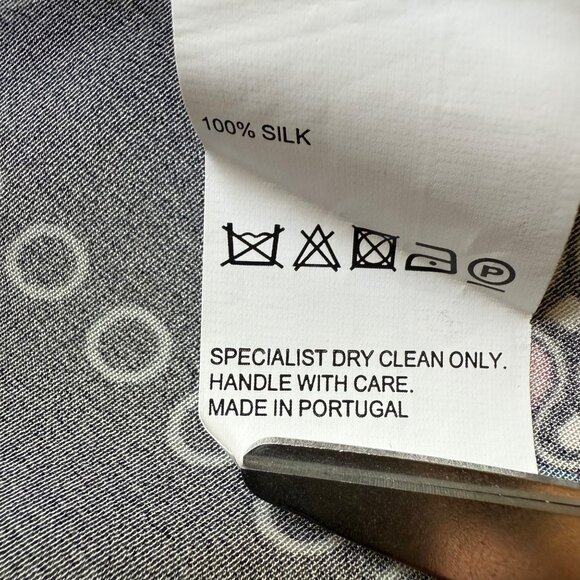 100% SILK
P
SPECIALIST DRY CLEAN ONLY.
HANDLE WITH CARE.
MADE IN PORTUGAL